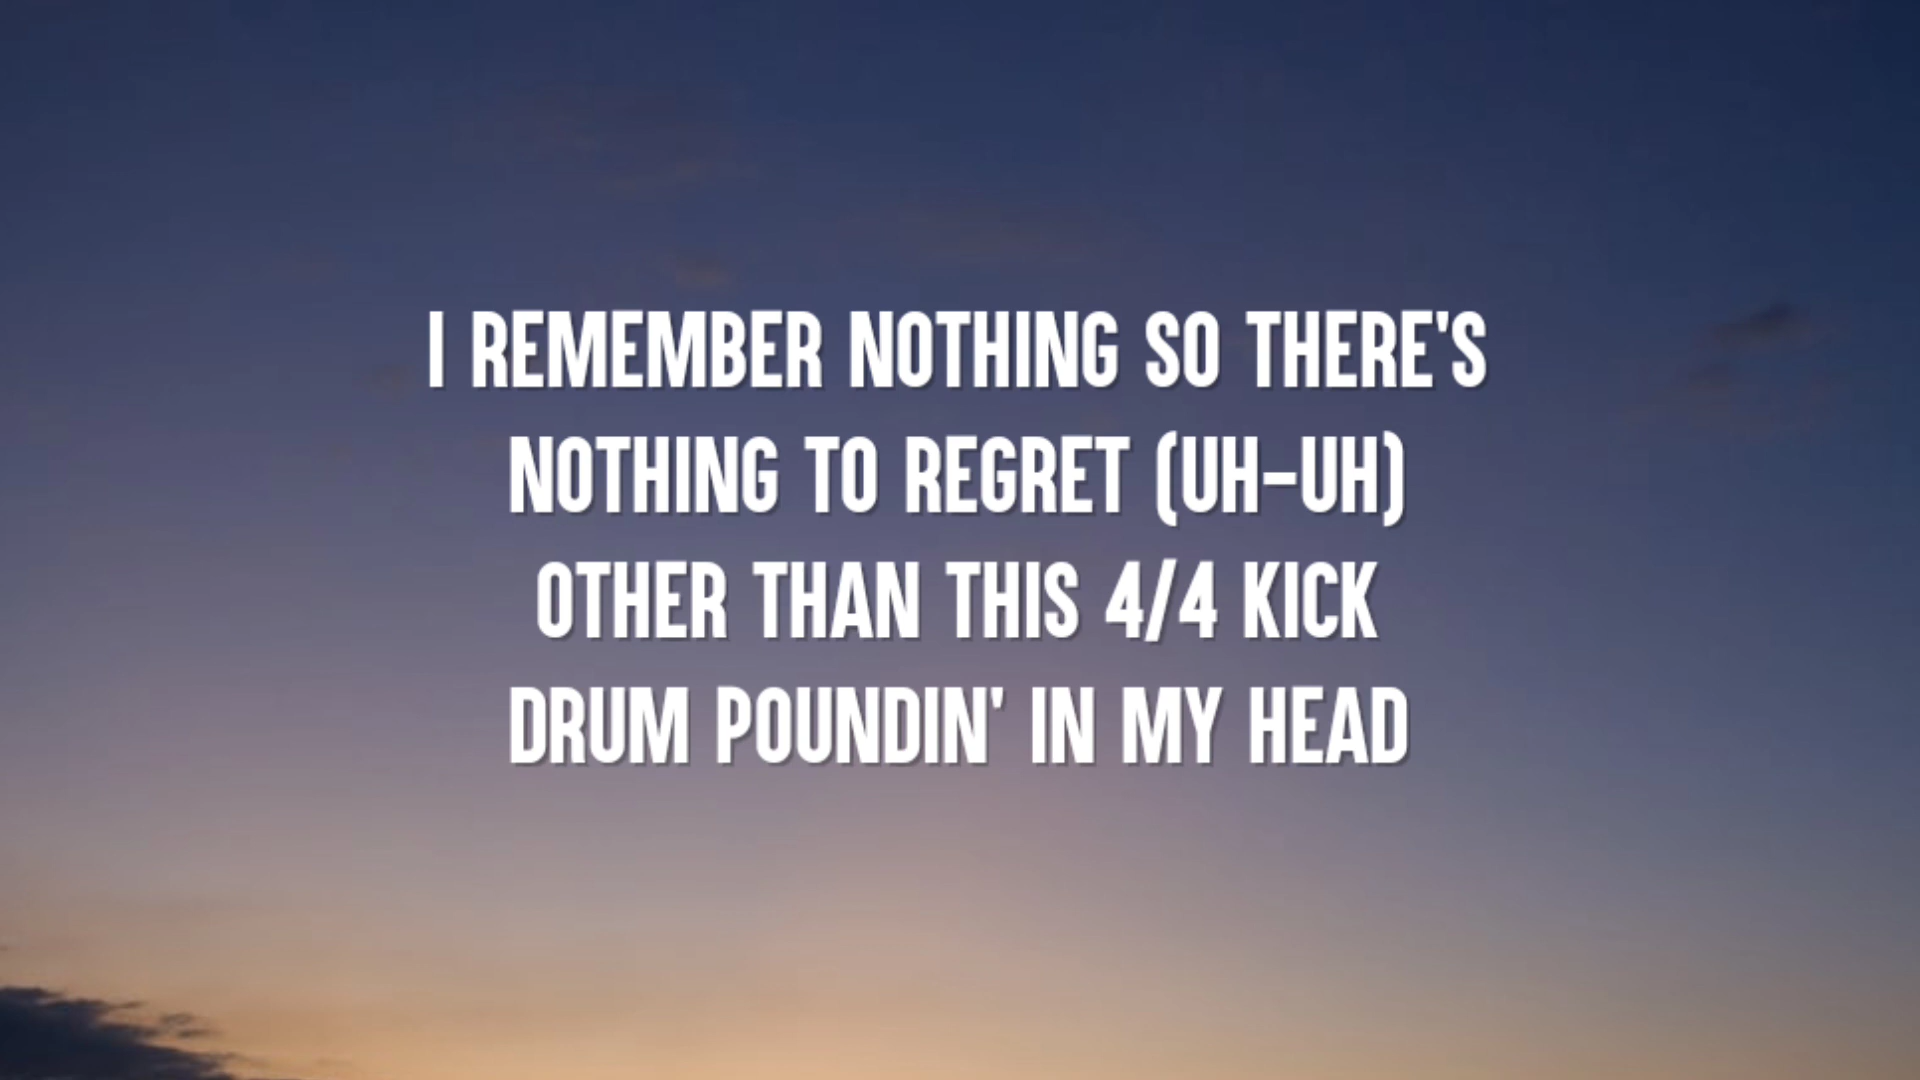 I REMEMBER NOTHING SO THERE'S
NOTHING TO REGRET (UH-UH)
OTHER THAN THIS 4/4 KICK
DRUM POUNDIN' IN MY HEAD